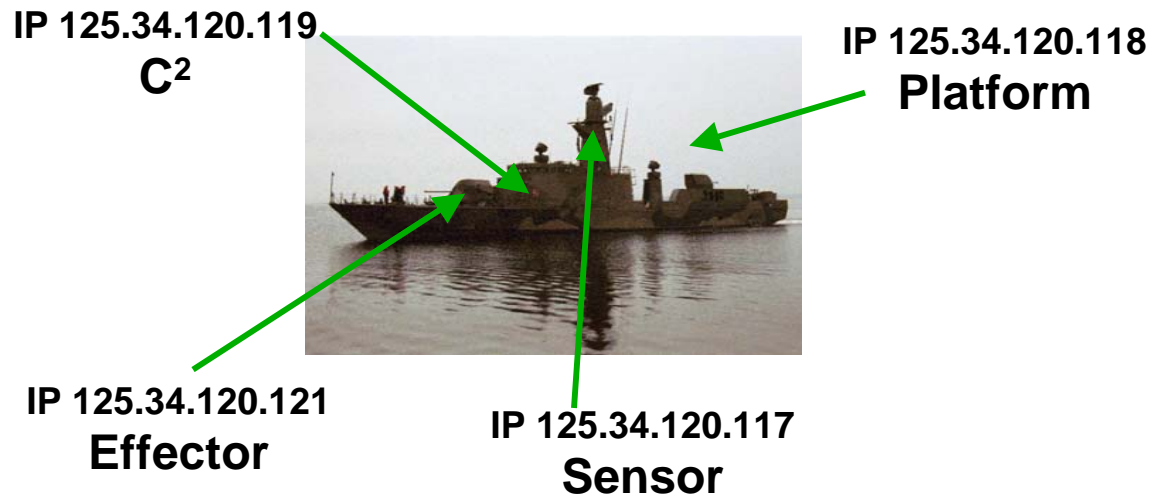 IP 125.34.120.119
C²
IP 125.34.120.118
Platform
IP 125.34.120.121
Effector
IP 125.34.120.117
Sensor